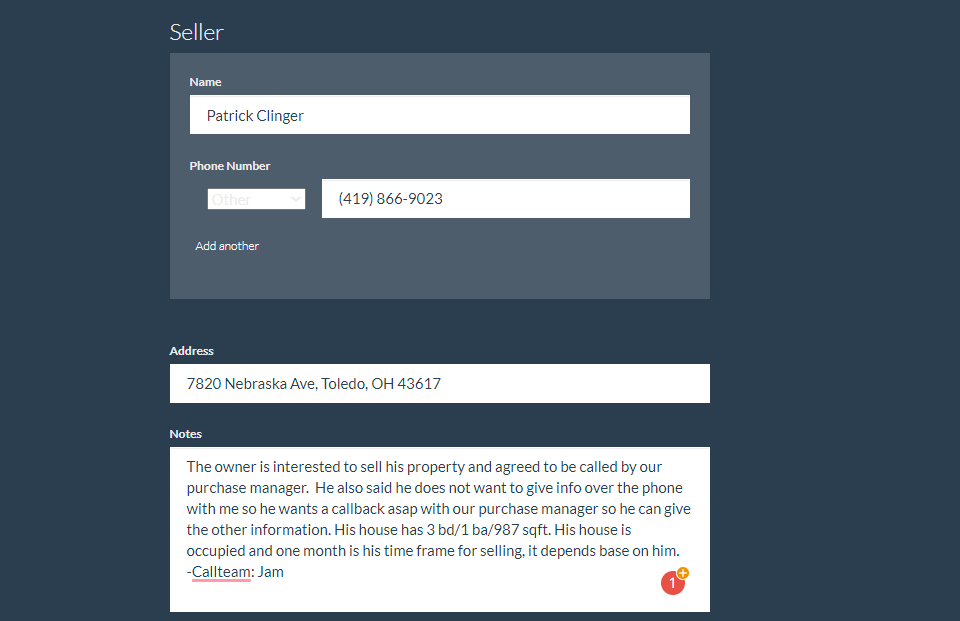 Seller
Name
Patrick Clinger
Phone Number
Other
(419) 866-9023
Add another
Address
7820 Nebraska Ave, Toledo, OH 43617
Notes
The owner is interested to sell his property and agreed to be called by our
purchase manager.  He also said he does not want to give info over the phone
with me so he wants a callback asap with our purchase manager so he can give
the other information. His house has 3 bd/1 ba/987 sqft. His house is
occupied and one month is his time frame for selling, it depends base on him.
-Callteam: Jam
1